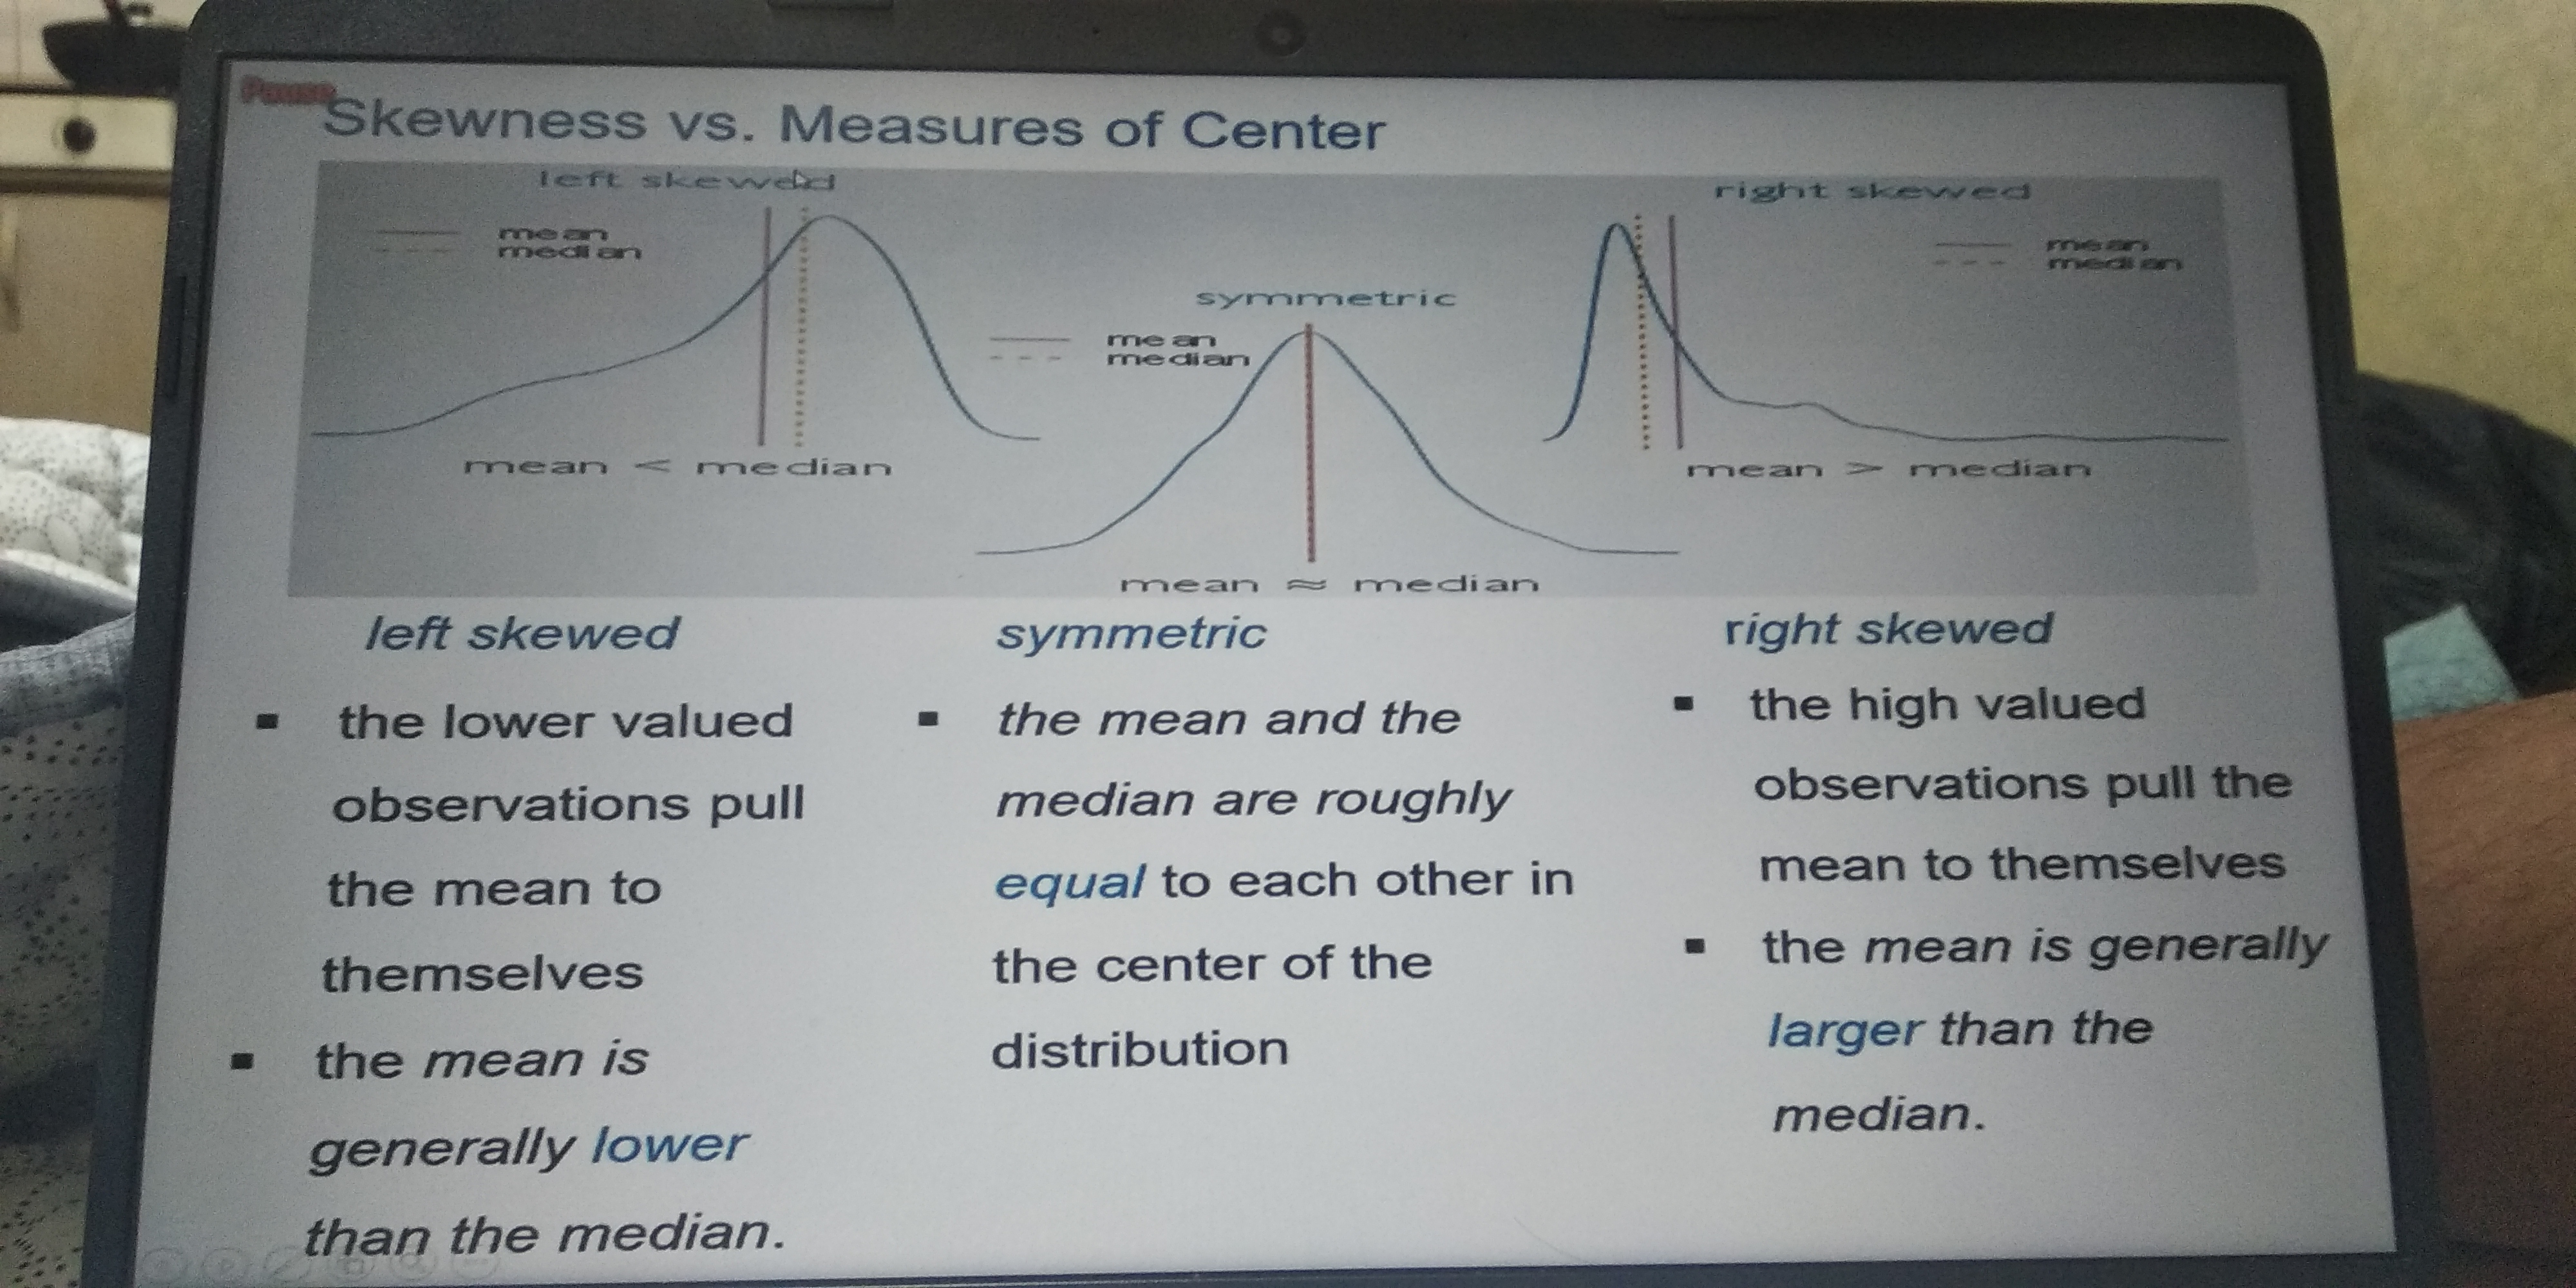 Pause
Skewness vs. Measures of Center
left skewed
mean
median
mean < median
symmetric
mean
median
mean ≈ median
right skewed
mean
median
mean > median
left skewed
▪ the lower valued
observations pull
the mean to
themselves
▪ the mean is
generally lower
than the median.
symmetric
▪ the mean and the
median are roughly
equal to each other in
the center of the
distribution
right skewed
▪ the high valued
observations pull the
mean to themselves
▪ the mean is generally
larger than the
median.